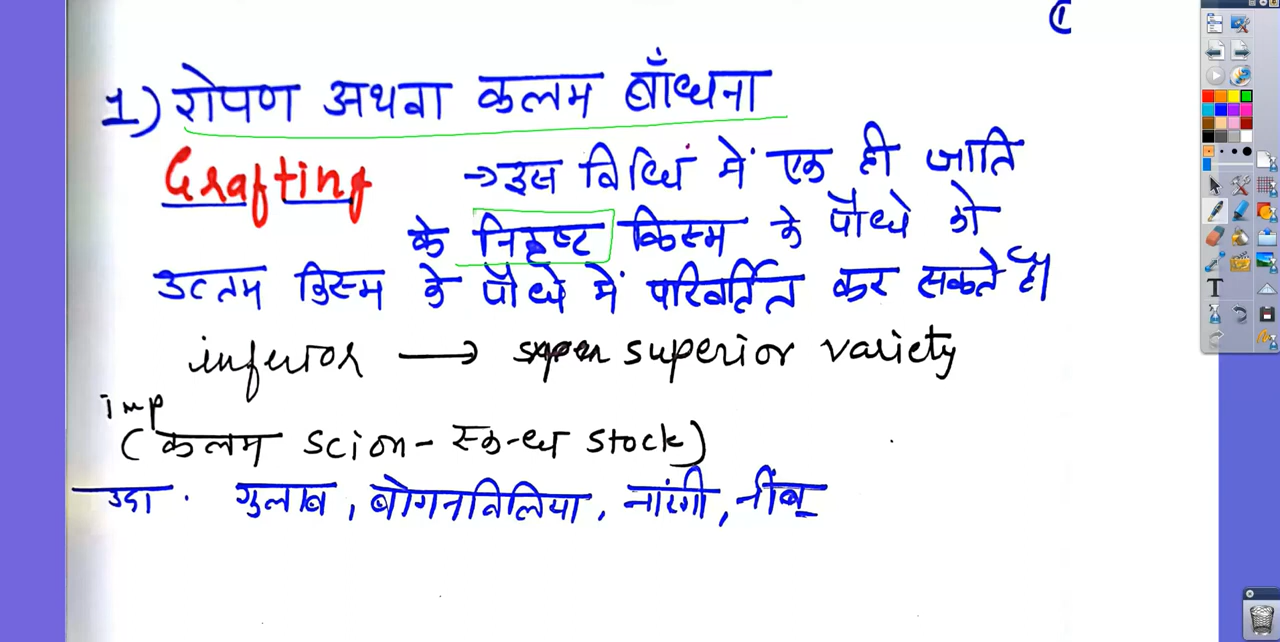 1) रोपण अथवा कलम बाँधना
Grafting → इस विधि में एक ही जाति
के निकृष्ट किस्म के पौधे को
उत्तम किस्म के पौधे में परिवर्तित कर सकते है।
inferior → superior variety
imp
(कलम scion - स्कन्ध stock)
उदा. गुलाब, बोगनविलिया, नारंगी, नींबू